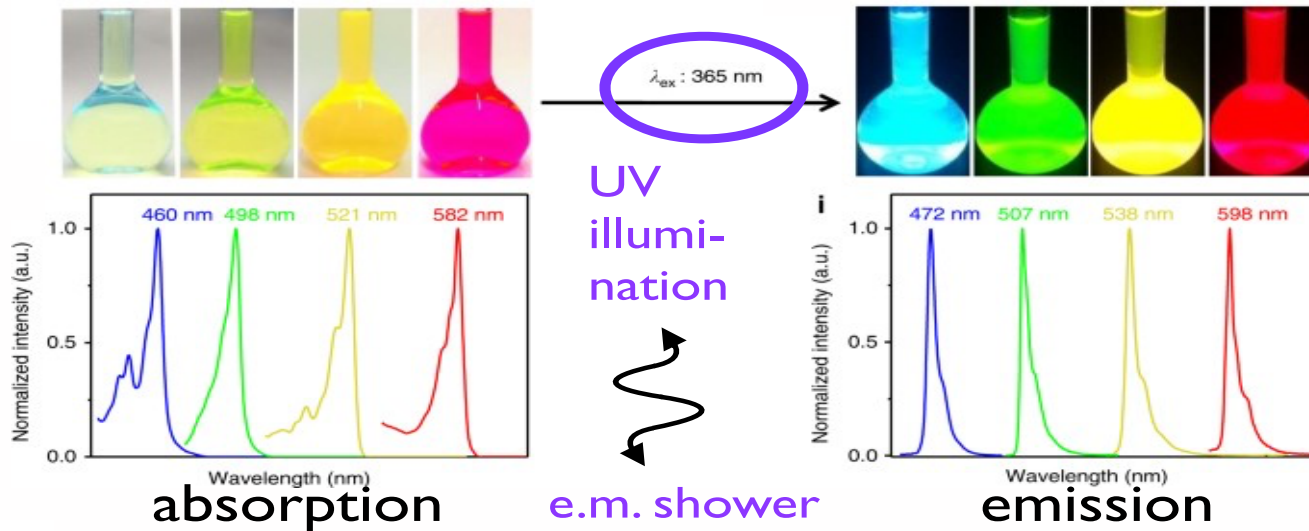 λex : 365 nm
UV
illumi-
nation
460 nm 498 nm 521 nm 582 nm
1.0
0.5
0.0
Normalized intensity (a.u.)
Wavelength (nm)
absorption
e.m. shower
i
472 nm 507 nm 538 nm 598 nm
1.0
0.5
0.0
Normalized intensity (a.u.)
Wavelength (nm)
emission